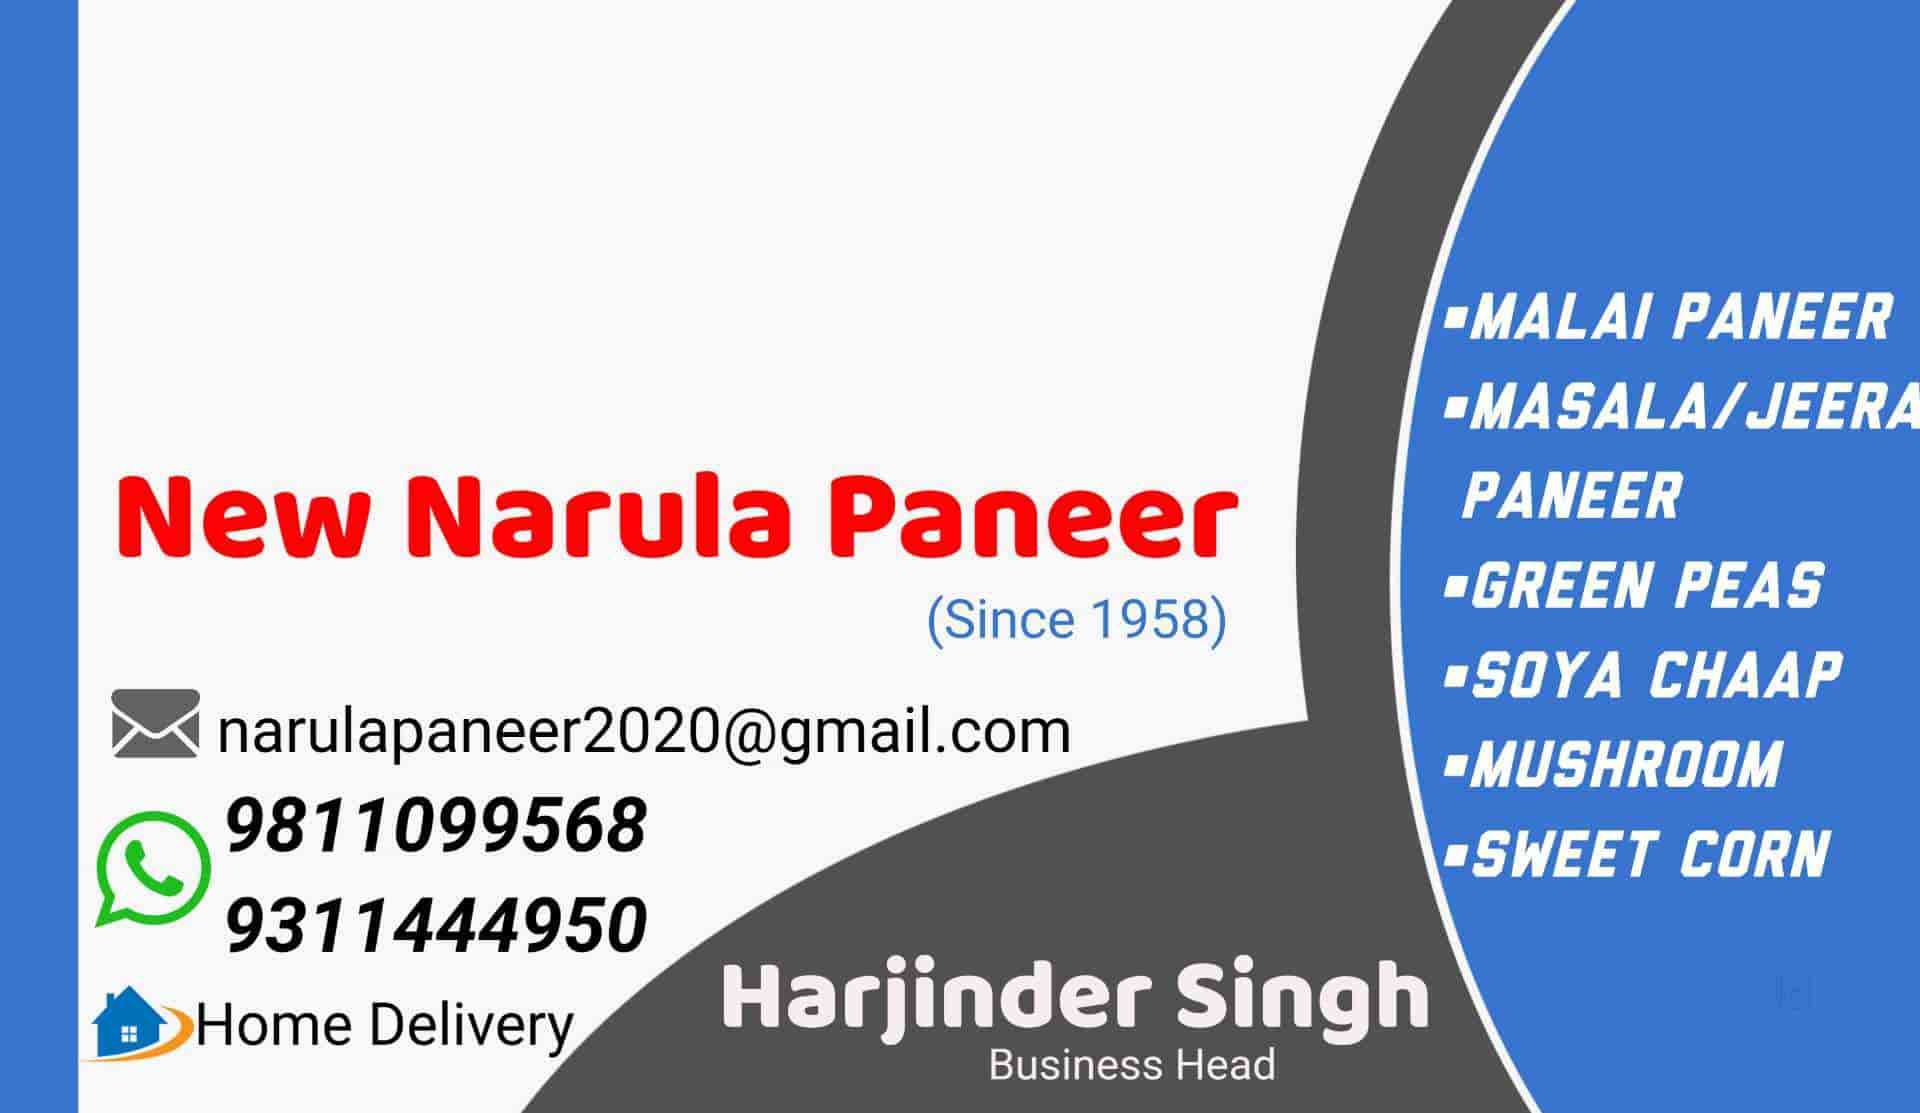 New Narula Paneer
(Since 1958)
narulapaneer2020@gmail.com
9811099568
9311444950
Home Delivery
Harjinder Singh
Business Head
▪MALAI PANEER
▪MASALA/JEERA
PANEER
▪GREEN PEAS
▪SOYA CHAAP
▪MUSHROOM
▪SWEET CORN